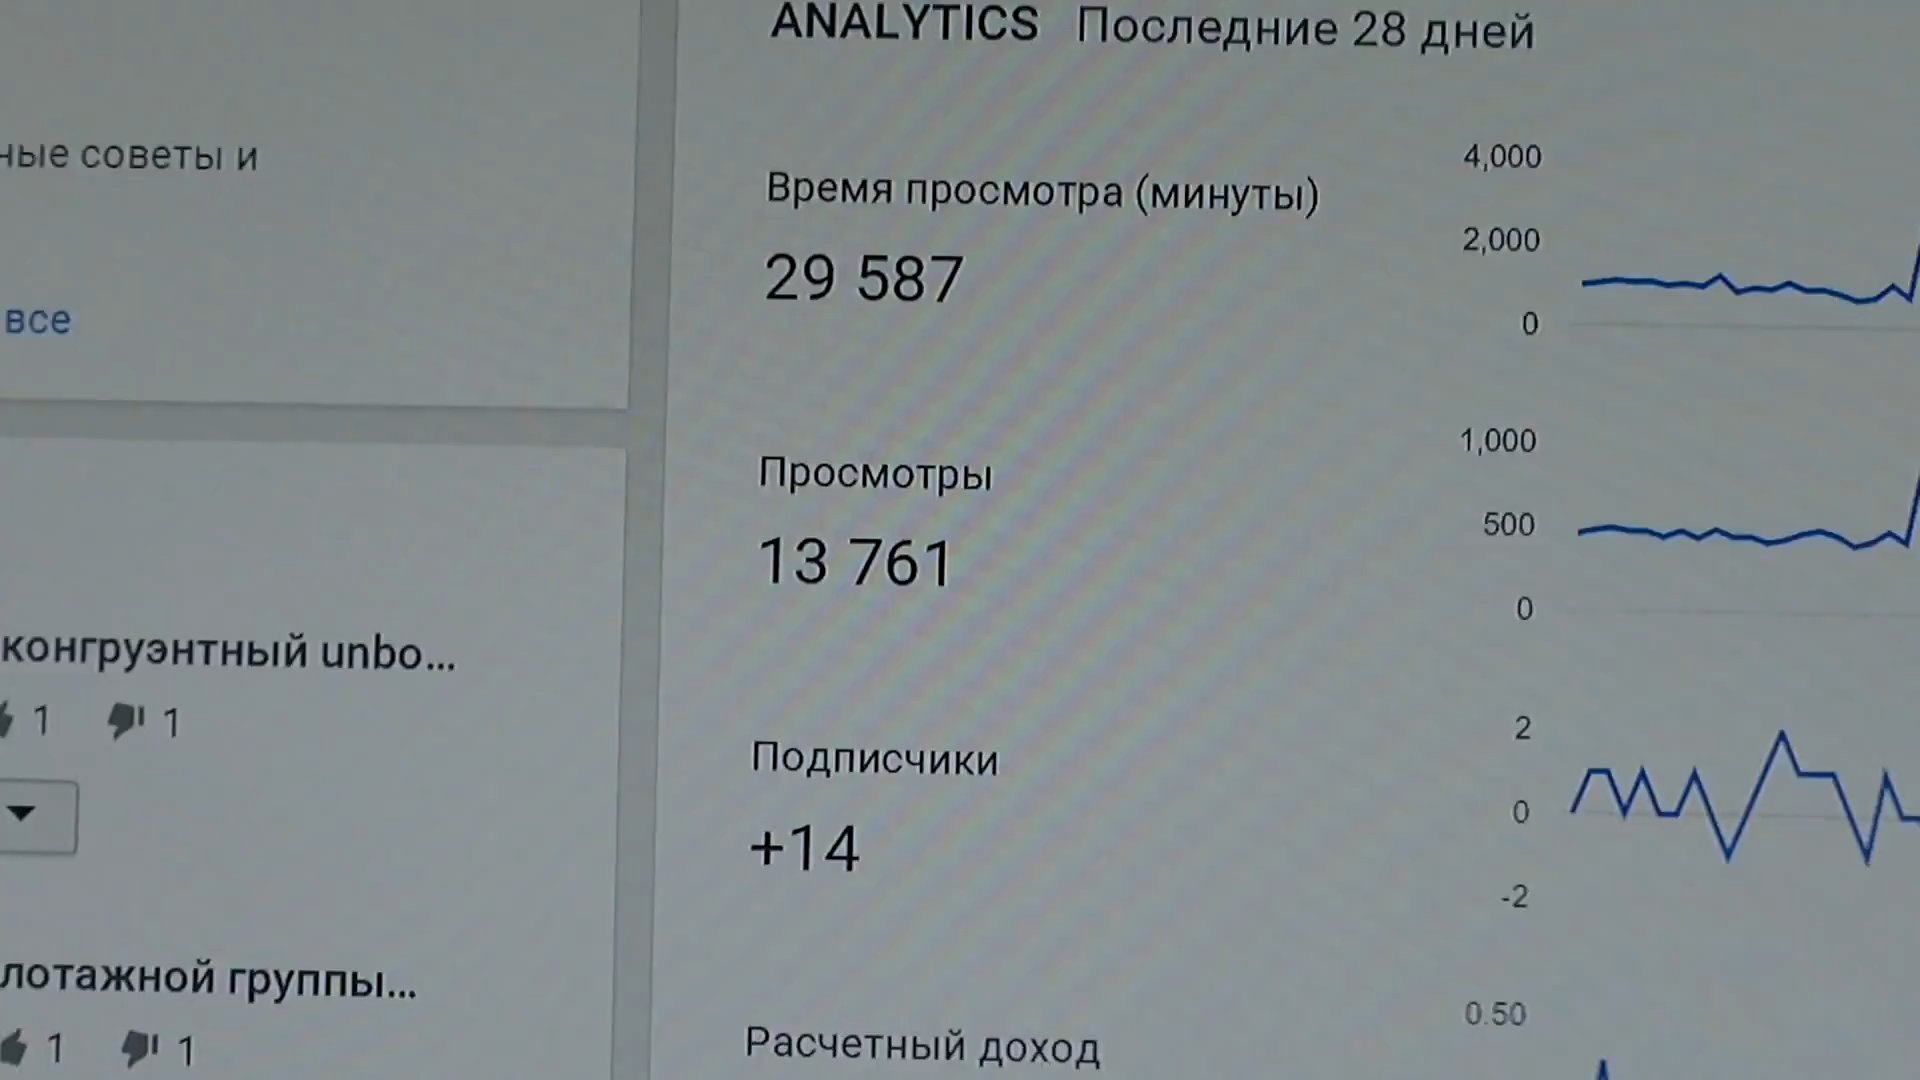 ANALYTICS Последние 28 дней
ные советы и
все
конгруэнтный unbo...
1 1
лотажной группы...
1 1
Время просмотра (минуты)
29 587
4,000
2,000
0
Просмотры
13 761
1,000
500
0
Подписчики
+14
2
0
-2
Расчетный доход
0.50